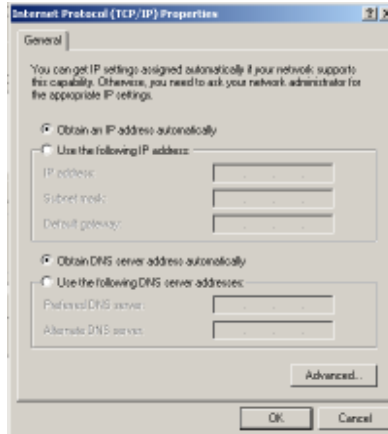 Internet Protocol (TCP/IP) Properties
General
You can get IP settings assigned automatically if your network supports
this capability. Otherwise, you need to ask your network administrator for
the appropriate IP settings.
Obtain an IP address automatically
Use the following IP address:
IP address:
Subnet mask:
Default gateway:
Obtain DNS server address automatically
Use the following DNS server addresses:
Preferred DNS server:
Alternate DNS server:
Advanced...
OK
Cancel